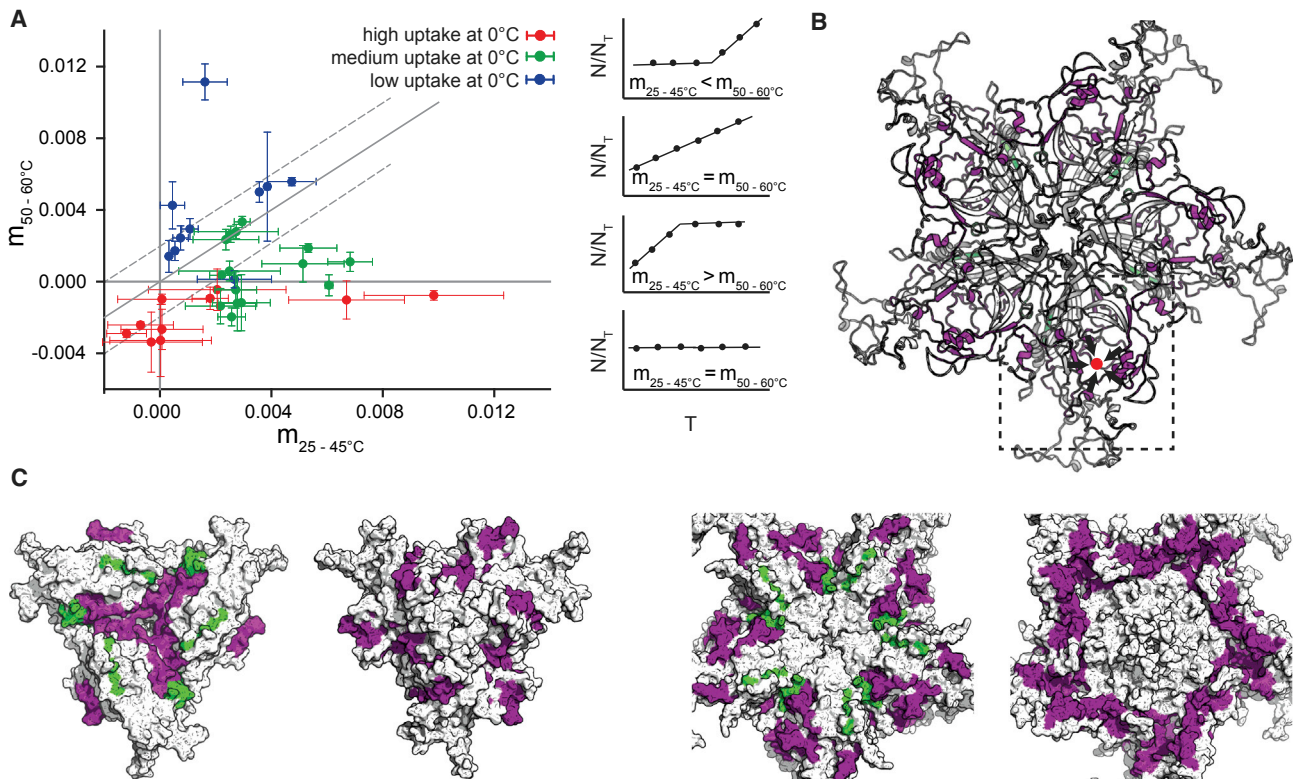 A
high uptake at 0°C
medium uptake at 0°C
low uptake at 0°C
0.012
0.008
0.004
0.000
-0.004
m50 - 60°C
0.000
0.004
0.008
0.012
m25 - 45°C
N/NT
m25 - 45°C < m50 - 60°C
N/NT
m25 - 45°C = m50 - 60°C
N/NT
m25 - 45°C > m50 - 60°C
N/NT
m25 - 45°C = m50 - 60°C
T
B
C